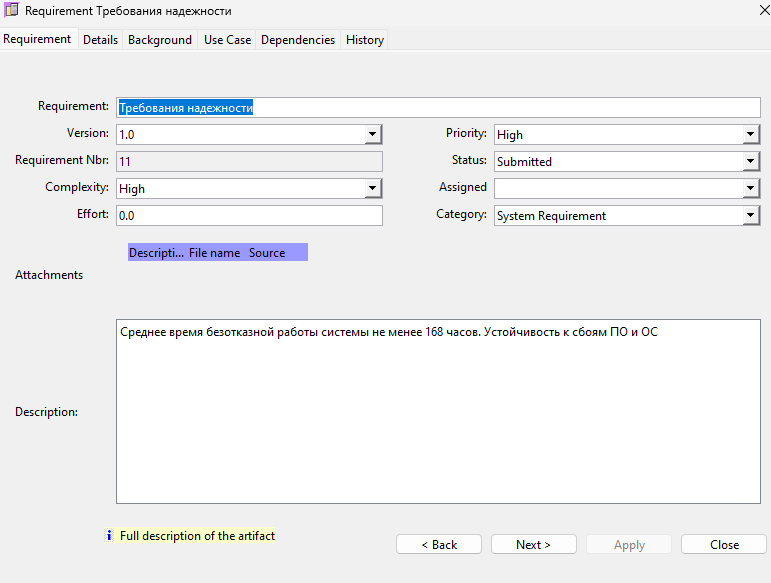 Requirement Требования надежности
Requirement Details Background Use Case Dependencies History
Requirement: Требования надежности
Version: 1.0 Priority: High
Requirement Nbr: 11 Status: Submitted
Complexity: High Assigned
Effort: 0.0 Category: System Requirement
Descripti... File name Source
Attachments
Среднее время безотказной работы системы не менее 168 часов. Устойчивость к сбоям ПО и ОС
Description:
i Full description of the artifact
< Back Next > Apply Close